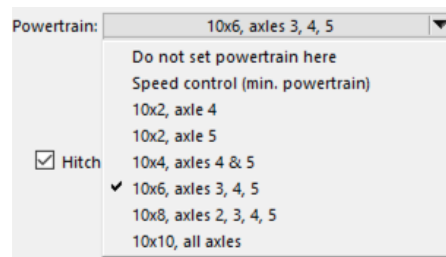 Powertrain: 10x6, axles 3, 4, 5
Do not set powertrain here
Speed control (min. powertrain)
10x2, axle 4
10x2, axle 5
Hitch 10x4, axles 4 & 5
10x6, axles 3, 4, 5
10x8, axles 2, 3, 4, 5
10x10, all axles